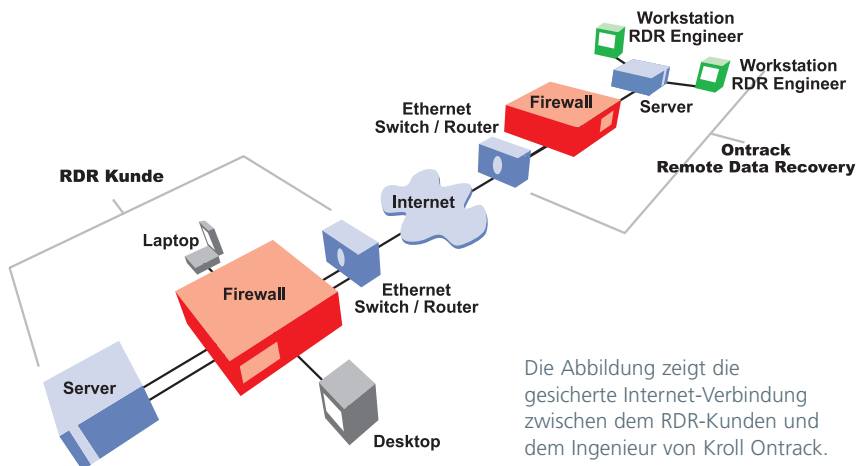 Workstation
RDR Engineer
Workstation
RDR Engineer
Firewall
Server
Ethernet
Switch / Router
Ontrack
Remote Data Recovery
RDR Kunde
Internet
Laptop
Firewall
Ethernet
Switch / Router
Server
Desktop
Die Abbildung zeigt die
gesicherte Internet-Verbindung
zwischen dem RDR-Kunden und
dem Ingenieur von Kroll Ontrack.